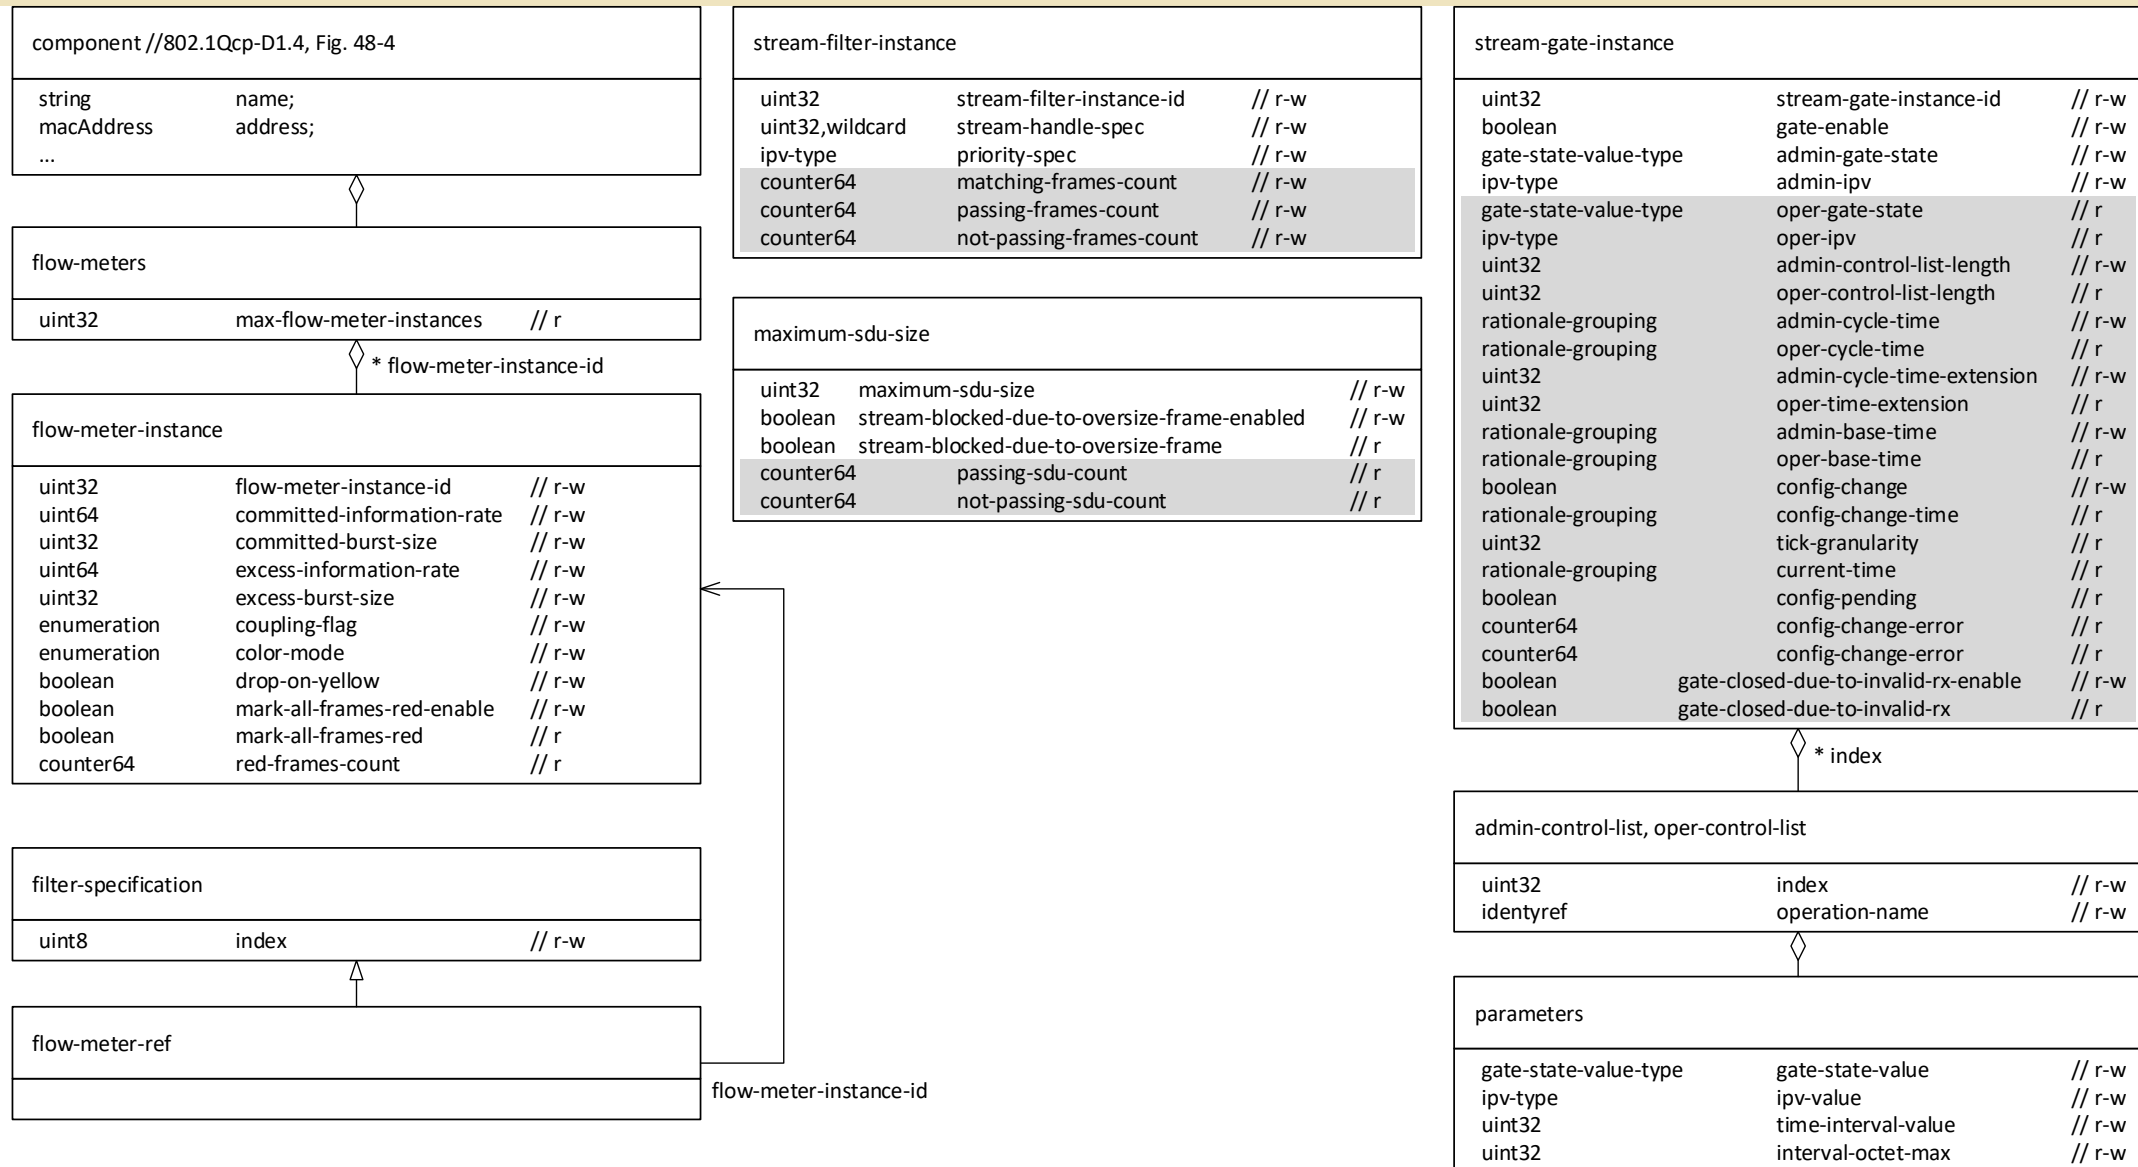 component //802.1Qcp-D1.4, Fig. 48-4
string name;
macAddress address;
...
flow-meters
uint32 max-flow-meter-instances // r
* flow-meter-instance-id
flow-meter-instance
uint32 flow-meter-instance-id // r-w
uint64 committed-information-rate // r-w
uint32 committed-burst-size // r-w
uint64 excess-information-rate // r-w
uint32 excess-burst-size // r-w
enumeration coupling-flag // r-w
enumeration color-mode // r-w
boolean drop-on-yellow // r-w
boolean mark-all-frames-red-enable // r-w
boolean mark-all-frames-red // r
counter64 red-frames-count // r
filter-specification
uint8 index // r-w
flow-meter-ref
flow-meter-instance-id
stream-filter-instance
uint32 stream-filter-instance-id // r-w
uint32,wildcard stream-handle-spec // r-w
ipv-type priority-spec // r-w
counter64 matching-frames-count // r-w
counter64 passing-frames-count // r-w
counter64 not-passing-frames-count // r-w
maximum-sdu-size
uint32 maximum-sdu-size // r-w
boolean stream-blocked-due-to-oversize-frame-enabled // r-w
boolean stream-blocked-due-to-oversize-frame // r
counter64 passing-sdu-count // r
counter64 not-passing-sdu-count // r
stream-gate-instance
uint32 stream-gate-instance-id // r-w
boolean gate-enable // r-w
gate-state-value-type admin-gate-state // r-w
ipv-type admin-ipv // r-w
gate-state-value-type oper-gate-state // r
ipv-type oper-ipv // r
uint32 admin-control-list-length // r-w
uint32 oper-control-list-length // r
rationale-grouping admin-cycle-time // r-w
rationale-grouping oper-cycle-time // r
uint32 admin-cycle-time-extension // r-w
uint32 oper-time-extension // r
rationale-grouping admin-base-time // r-w
rationale-grouping oper-base-time // r
boolean config-change // r-w
rationale-grouping config-change-time // r
uint32 tick-granularity // r
rationale-grouping current-time // r
boolean config-pending // r
counter64 config-change-error // r
counter64 config-change-error // r
boolean gate-closed-due-to-invalid-rx-enable // r-w
boolean gate-closed-due-to-invalid-rx // r
* index
admin-control-list, oper-control-list
uint32 index // r-w
identyref operation-name // r-w
parameters
gate-state-value-type gate-state-value // r-w
ipv-type ipv-value // r-w
uint32 time-interval-value // r-w
uint32 interval-octet-max // r-w